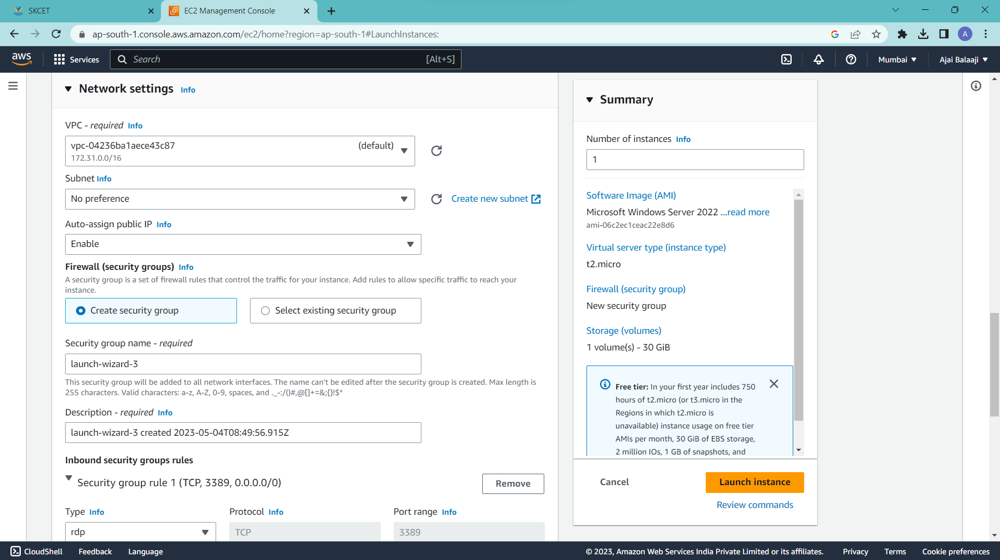 SKCET
EC2 Management Console
ap-south-1.console.aws.amazon.com/ec2/home?region=ap-south-1#LaunchInstances:
A
aws
Services
Search
[Alt+S]
Mumbai
Ajai Balaaji
Network settings Info
VPC - required Info
vpc-04236ba1aece43c87 (default)
172.31.0.0/16
Subnet Info
No preference
Create new subnet
Auto-assign public IP Info
Enable
Firewall (security groups) Info
A security group is a set of firewall rules that control the traffic for your instance. Add rules to allow specific traffic to reach your
instance.
Create security group
Select existing security group
Security group name - required
launch-wizard-3
This security group will be added to all network interfaces. The name can't be edited after the security group is created. Max length is
255 characters. Valid characters: a-z, A-Z, 0-9, spaces, and ._-:/()#,@[]+=&;{}!$*
Description - required Info
launch-wizard-3 created 2023-05-04T08:49:56.915Z
Inbound security groups rules
Security group rule 1 (TCP, 3389, 0.0.0.0/0)
Remove
Type Info
Protocol Info
Port range Info
rdp
TCP
3389
Summary
Number of instances Info
1
Software Image (AMI)
Microsoft Windows Server 2022 ...read more
ami-06c2ec1ceac22e8d6
Virtual server type (instance type)
t2.micro
Firewall (security group)
New security group
Storage (volumes)
1 volume(s) - 30 GiB
Free tier: In your first year includes 750
hours of t2.micro (or t3.micro in the
Regions in which t2.micro is
unavailable) instance usage on free tier
AMIs per month, 30 GiB of EBS storage,
2 million IOs, 1 GB of snapshots, and
Cancel
Launch instance
Review commands
CloudShell
Feedback
Language
© 2023, Amazon Web Services India Private Limited or its affiliates.
Privacy
Terms
Cookie preferences